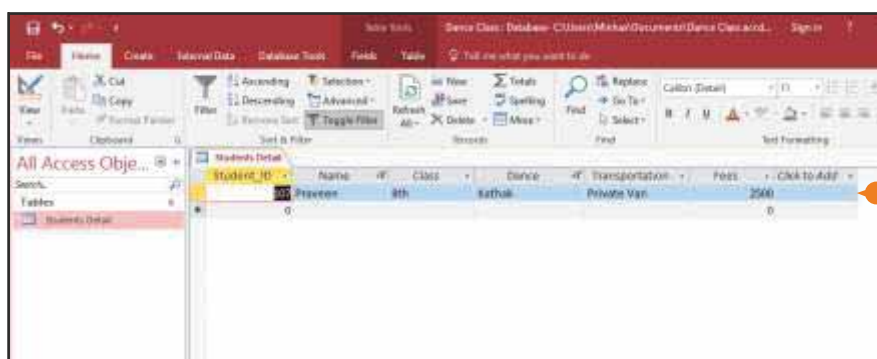 Table Tools Dance Class: Database- C:\Users\Muskan\Documents\Dance Class.accd... Sign in ?
File Home Create External Data Database Tools Fields Table Tell me what you want to do
View Paste Cut Copy Format Painter
Filter Ascending Descending Remove Sort Selection Advanced Toggle Filter
Refresh All New Save Delete Totals Spelling More
Find Replace Go To Select
Calibri (Detail) 11
B I U A
Views Clipboard Sort & Filter Records Find Text Formatting
All Access Obje...
Search..
Tables
Students Detail
Students Detail
Student_ID Name Class Dance Transportation Fees Click to Add
Praveen 8th Kathak Private Van 2500
0 0